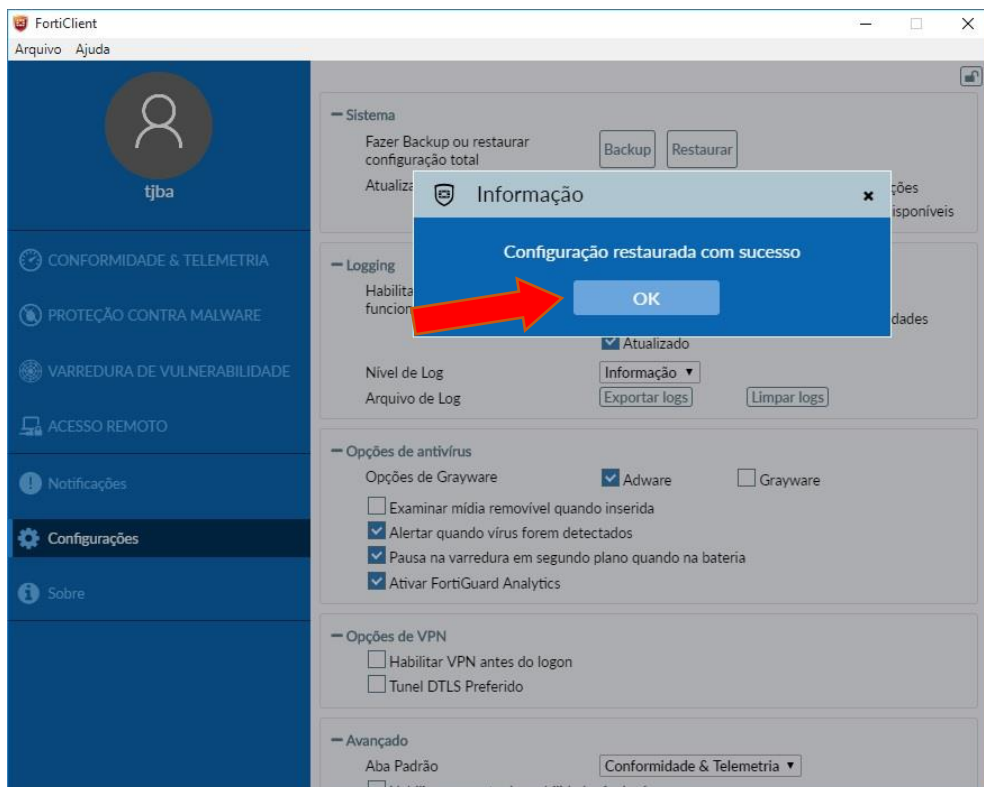 FortiClient
Arquivo Ajuda
tjba
CONFORMIDADE & TELEMETRIA
PROTEÇÃO CONTRA MALWARE
VARREDURA DE VULNERABILIDADE
ACESSO REMOTO
Notificações
Configurações
Sobre
Sistema
Fazer Backup ou restaurar
configuração total
Backup Restaurar
Informação
Configuração restaurada com sucesso
OK
Logging
Atualizado
Nível de Log
Informação
Arquivo de Log
Exportar logs Limpar logs
Opções de antivírus
Opções de Grayware
Adware Grayware
Examinar mídia removível quando inserida
Alertar quando vírus forem detectados
Pausa na varredura em segundo plano quando na bateria
Ativar FortiGuard Analytics
Opções de VPN
Habilitar VPN antes do logon
Tunel DTLS Preferido
Avançado
Aba Padrão
Conformidade & Telemetria